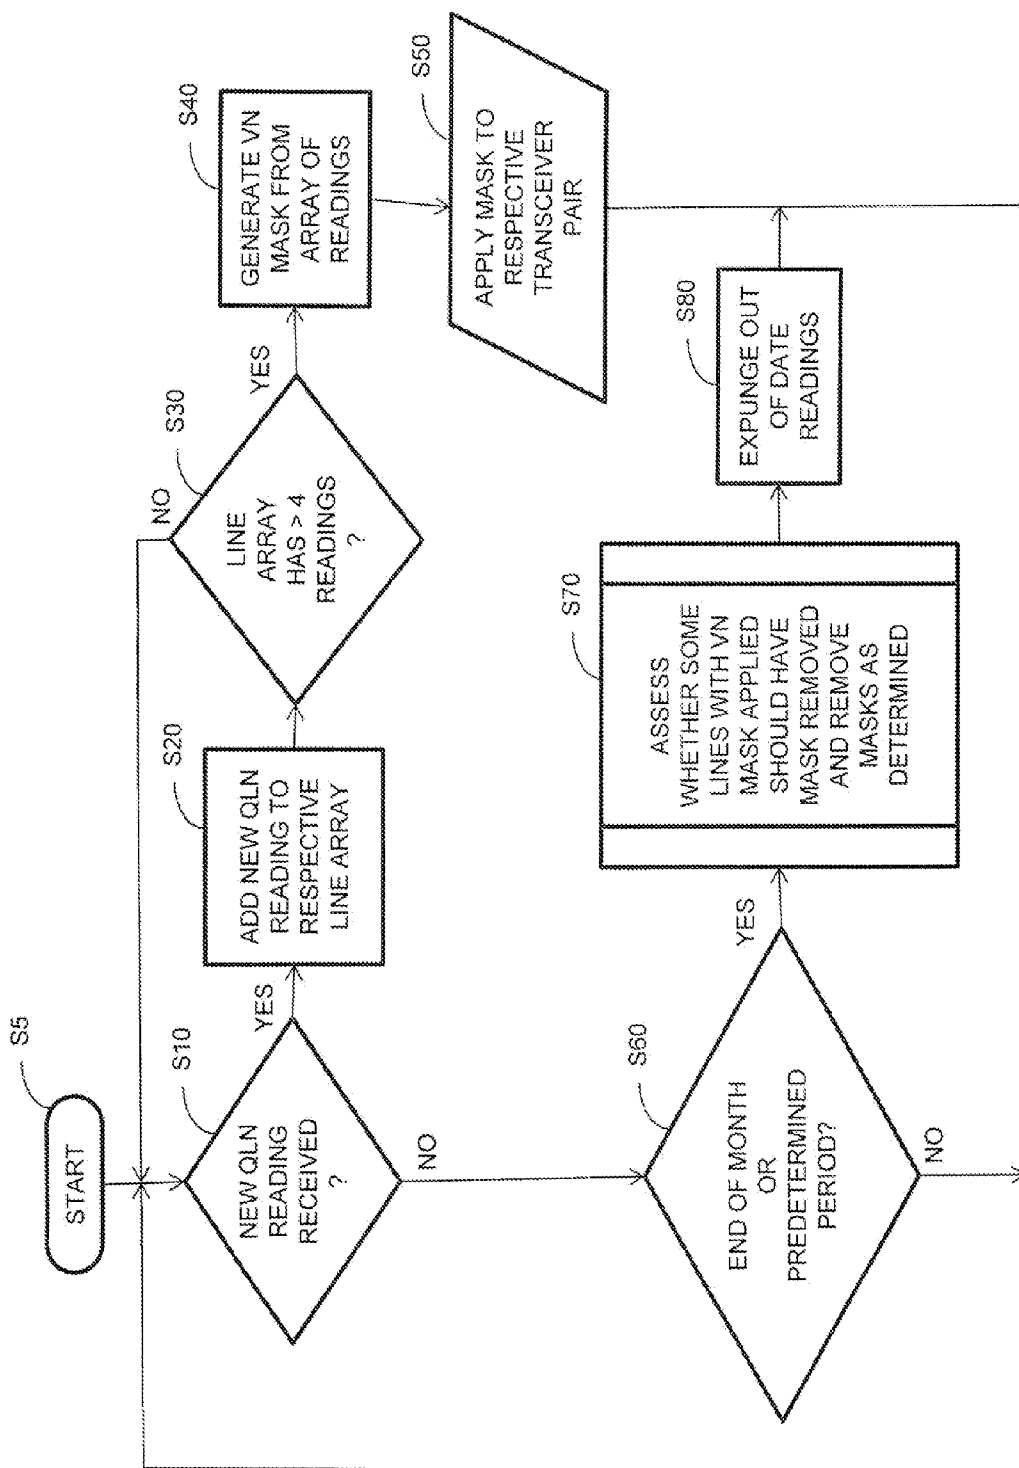 START
S5
NEW QLN
READING
RECEIVED
?
S10
YES
NO
ADD NEW QLN
READING TO
RESPECTIVE
LINE ARRAY
S20
LINE
ARRAY
HAS > 4
READINGS
?
S30
NO
YES
GENERATE VN
MASK FROM
ARRAY OF
READINGS
S40
APPLY MASK TO
RESPECTIVE
TRANSCEIVER
PAIR
S50
END OF MONTH
OR
PREDETERMINED
PERIOD?
S60
YES
NO
ASSESS
WHETHER SOME
LINES WITH VN
MASK APPLIED
SHOULD HAVE
MASK REMOVED
AND REMOVE
MASKS AS
DETERMINED
S70
EXPUNGE OUT
OF DATE
READINGS
S80